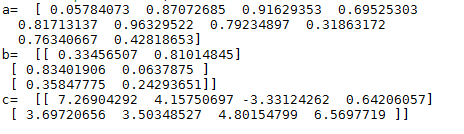 a=  [ 0.05784073  0.87072685  0.91629353  0.69525303
  0.81713137  0.96329522  0.79234897  0.31863172
  0.76340667  0.42818653]
b=  [[ 0.33456507  0.81014845]
 [ 0.83401906  0.0637875 ]
 [ 0.35847775  0.24293651]]
c=  [[ 7.26904292  4.15750697 -3.33124262  0.64206057]
 [ 3.69720656  3.50348527  4.80154799  6.5697719 ]]